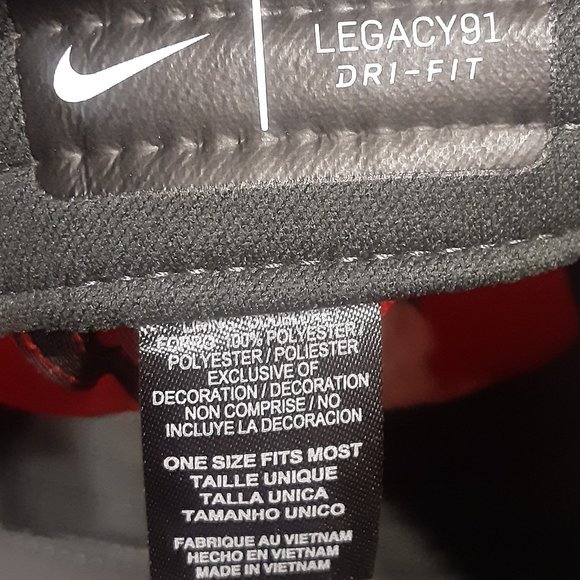 LEGACY91
DRI-FIT
FORRO: 100% POLYESTER /
POLYESTER / POLIESTER
EXCLUSIVE OF
DECORATION / DECORATION
NON COMPRISE / NO
INCLUYE LA DECORACION
ONE SIZE FITS MOST
TAILLE UNIQUE
TALLA UNICA
TAMANHO UNICO
FABRIQUE AU VIETNAM
HECHO EN VIETNAM
MADE IN VIETNAM